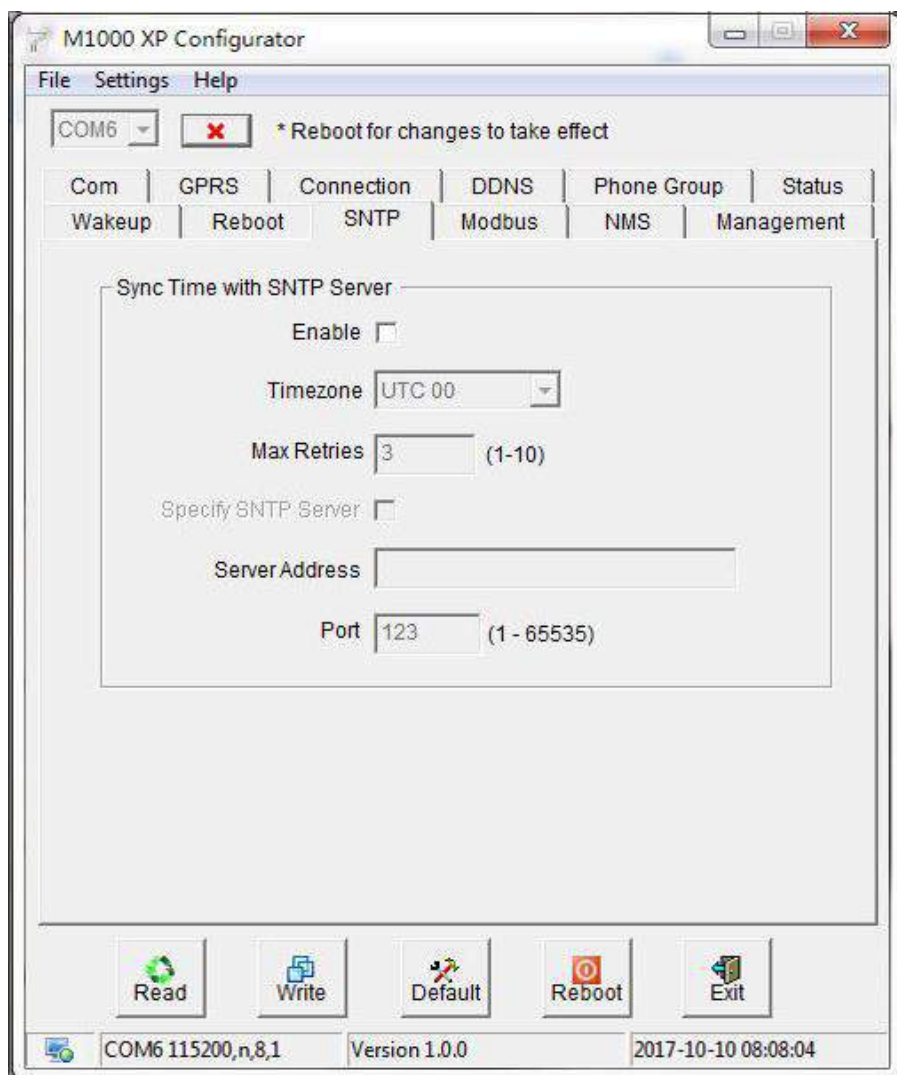 M1000 XP Configurator
File Settings Help
COM6 * Reboot for changes to take effect
Com GPRS Connection DDNS Phone Group Status
Wakeup Reboot SNTP Modbus NMS Management
Sync Time with SNTP Server
Enable
Timezone UTC 00
Max Retries 3 (1-10)
Specify SNTP Server
Server Address
Port 123 (1 - 65535)
Read Write Default Reboot Exit
COM6 115200,n,8,1 Version 1.0.0 2017-10-10 08:08:04